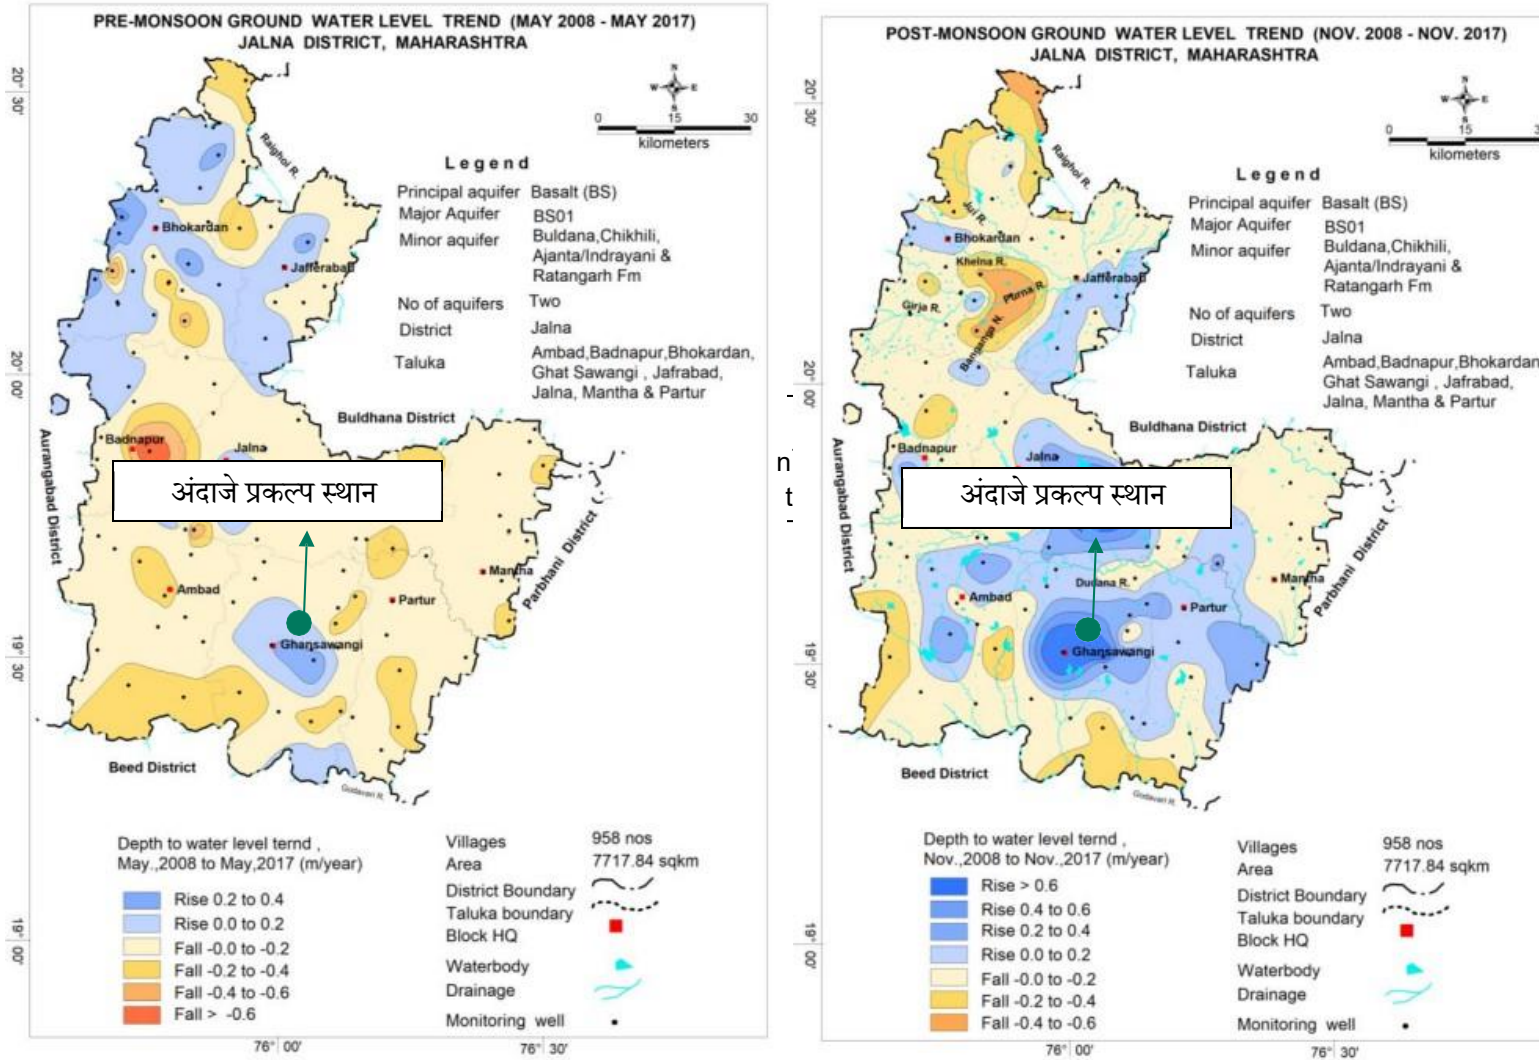 PRE-MONSOON GROUND WATER LEVEL TREND (MAY 2008 - MAY 2017)
JALNA DISTRICT, MAHARASHTRA
N
W E
S
0 15 30
kilometers
20° 30'
20° 00'
19° 30'
19° 00'
Raighoi R.
Legend
Principal aquifer Basalt (BS)
Major Aquifer BS01
Minor aquifer Buldana,Chikhili,
Ajanta/Indrayani &
Ratangarh Fm
No of aquifers Two
District Jalna
Taluka Ambad,Badnapur,Bhokardan,
Ghat Sawangi , Jafrabad,
Jalna, Mantha & Partur
Bhokardan
Jafferabad
Buldhana District
Aurangabad District
Badnapur
Jalna
अंदाजे प्रकल्प स्थान
Mantha
Ambad
Partur
Parbhani District
Ghansawangi
Beed District
Godavari R.
Depth to water level ternd ,
May.,2008 to May,2017 (m/year)
Rise 0.2 to 0.4
Rise 0.0 to 0.2
Fall -0.0 to -0.2
Fall -0.2 to -0.4
Fall -0.4 to -0.6
Fall > -0.6
Villages 958 nos
Area 7717.84 sqkm
District Boundary
Taluka boundary
Block HQ
Waterbody
Drainage
Monitoring well
76° 00' 76° 30'
n
t
POST-MONSOON GROUND WATER LEVEL TREND (NOV. 2008 - NOV. 2017)
JALNA DISTRICT, MAHARASHTRA
N
W E
S
0 15 3
kilometers
20° 30'
20° 00'
19° 30'
19° 00'
Raighoi R.
Legend
Principal aquifer Basalt (BS)
Major Aquifer BS01
Minor aquifer Buldana,Chikhili,
Ajanta/Indrayani &
Ratangarh Fm
No of aquifers Two
District Jalna
Taluka Ambad,Badnapur,Bhokardan
Ghat Sawangi , Jafrabad,
Jalna, Mantha & Partur
Jui R.
Bhokardan
Khelna R.
Jafferabad
Purna R.
Girja R.
Banganga N.
Buldhana District
Aurangabad District
Badnapur
Jalna
अंदाजे प्रकल्प स्थान
Dudana R.
Mantha
Ambad
Partur
Parbhani District
Ghansawangi
Beed District
Godavari R.
Depth to water level ternd ,
Nov.,2008 to Nov.,2017 (m/year)
Rise > 0.6
Rise 0.4 to 0.6
Rise 0.2 to 0.4
Rise 0.0 to 0.2
Fall -0.0 to -0.2
Fall -0.2 to -0.4
Fall -0.4 to -0.6
Villages 958 nos
Area 7717.84 sqkm
District Boundary
Taluka boundary
Block HQ
Waterbody
Drainage
Monitoring well
76° 00' 76° 30'